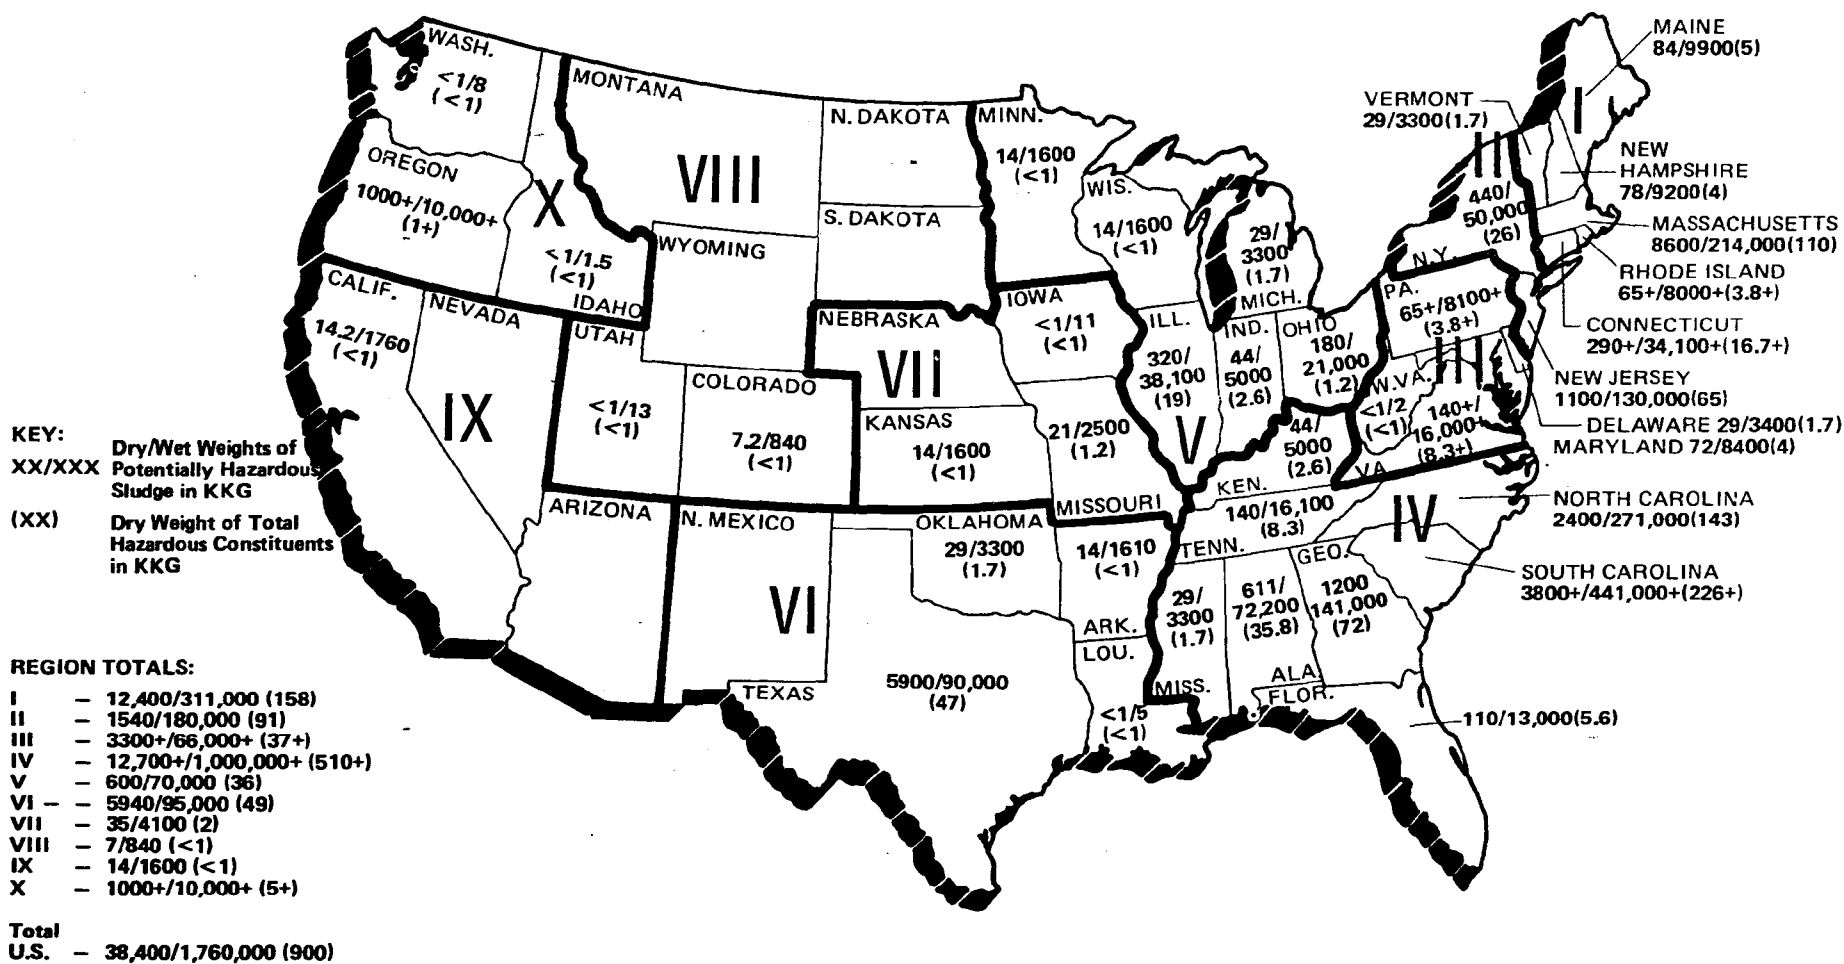 WASH.
<1/8
(<1)
OREGON
1000+/10,000+
(1+)
X
<1/1.5
(<1)
IDAHO
MONTANA
VIII
WYOMING
N. DAKOTA
S. DAKOTA
MINN.
14/1600
(<1)
WIS.
14/1600
(<1)
29/
3300
(1.7)
MICH.
CALIF.
14.2/1760
(<1)
NEVADA
IX
UTAH
<1/13
(<1)
COLORADO
7.2/840
(<1)
NEBRASKA
VII
KANSAS
14/1600
(<1)
IOWA
<1/11
(<1)
21/2500
(1.2)
MISSOURI
ILL.
320/
38,100
(19)
V
IND.
44/
5000
(2.6)
OHIO
180/
21,000
(1.2)
44/
5000
(2.6)
KEN.
W.VA.
<1/2
(<1)
140+/
16,000+
(8.3+)
VA.
III
PA.
65+/8100+
(3.8+)
N.Y.
440/
50,000
(26)
II
I
MAINE
84/9900(5)
VERMONT
29/3300(1.7)
NEW
HAMPSHIRE
78/9200(4)
MASSACHUSETTS
8600/214,000(110)
RHODE ISLAND
65+/8000+(3.8+)
CONNECTICUT
290+/34,100+(16.7+)
NEW JERSEY
1100/130,000(65)
DELAWARE 29/3400(1.7)
MARYLAND 72/8400(4)
NORTH CAROLINA
2400/271,000(143)
SOUTH CAROLINA
3800+/441,000+(226+)
IV
140/16,100
(8.3)
TENN.
GEO.
1200
141,000
(72)
611/
72,200
(35.8)
ALA.
FLOR.
110/13,000(5.6)
29/
3300
(1.7)
MISS.
ARIZONA
N. MEXICO
VI
OKLAHOMA
29/3300
(1.7)
14/1610
(<1)
ARK.
LOU.
<1/5
(<1)
TEXAS
5900/90,000
(47)
KEY:
XX/XXX Dry/Wet Weights of
Potentially Hazardous
Sludge in KKG
(XX) Dry Weight of Total
Hazardous Constituents
in KKG
REGION TOTALS:
I – 12,400/311,000 (158)
II – 1540/180,000 (91)
III – 3300+/66,000+ (37+)
IV – 12,700+/1,000,000+ (510+)
V – 600/70,000 (36)
VI – – 5940/95,000 (49)
VII – 35/4100 (2)
VIII – 7/840 (<1)
IX – 14/1600 (<1)
X – 1000+/10,000+ (5+)
Total
U.S. – 38,400/1,760,000 (900)